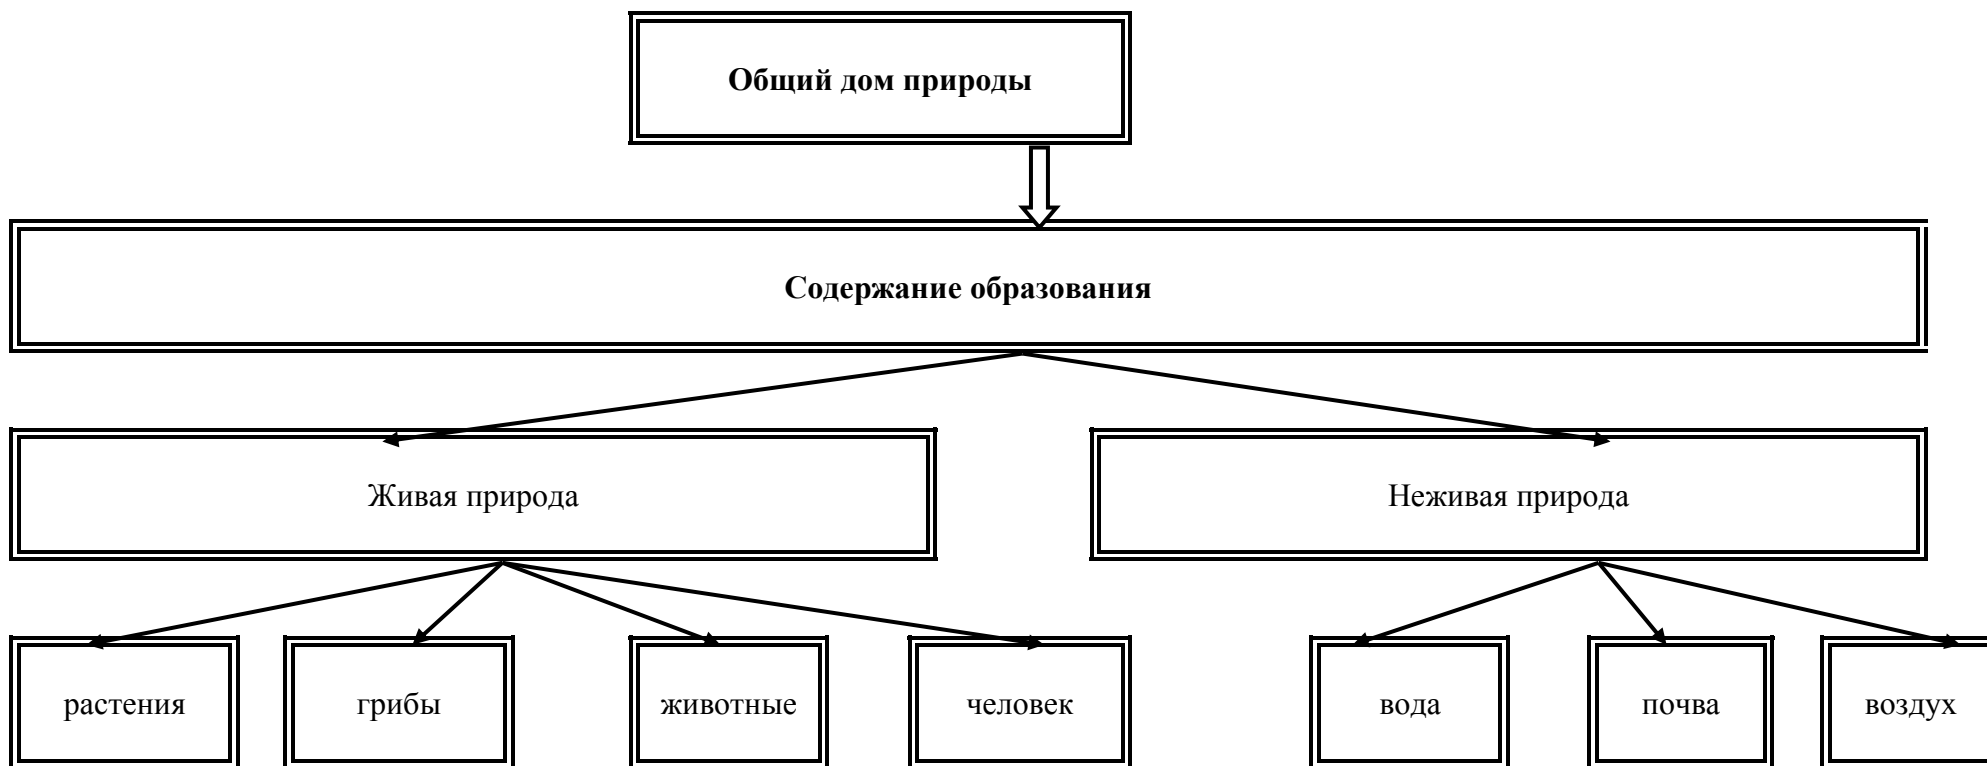 Общий дом природы
Содержание образования
Живая природа
Неживая природа
растения
грибы
животные
человек
вода
почва
воздух